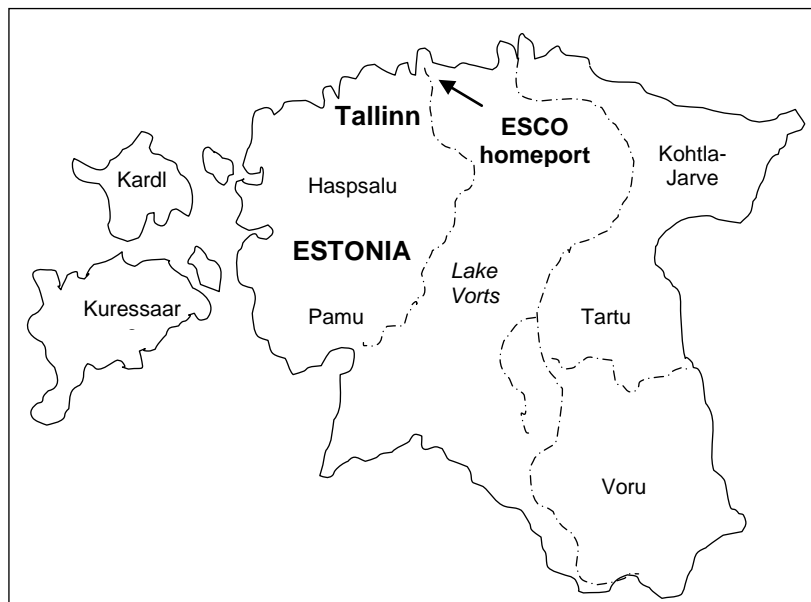 Tallinn
ESCO
homeport
Kohtla-
Jarve
Kardl
Haspsalu
ESTONIA
Lake
Vorts
Kuressaar
Pamu
Tartu
Voru